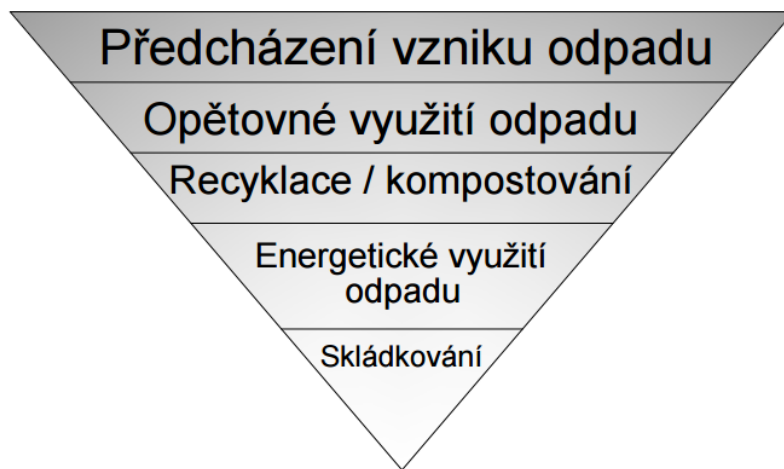 Předcházení vzniku odpadu
Opětovné využití odpadu
Recyklace / kompostování
Energetické využití
odpadu
Skládkování